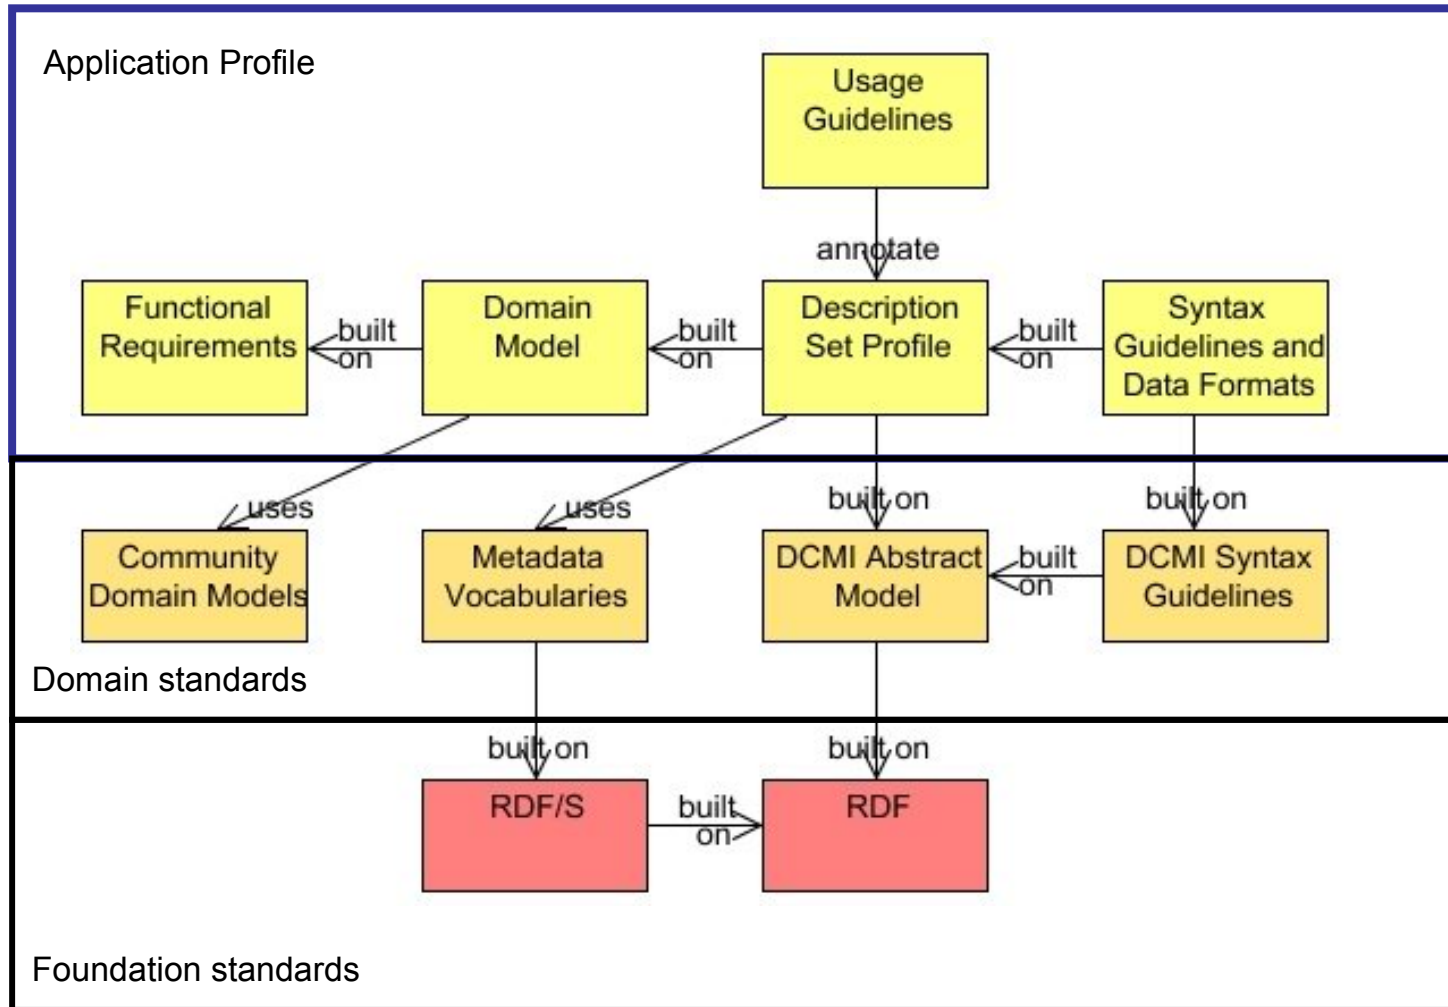 Application Profile
Usage
Guidelines
annotate
Functional
Requirements
built
on
Domain
Model
built
on
Description
Set Profile
built
on
Syntax
Guidelines and
Data Formats
uses
uses
built on
built on
Community
Domain Models
Metadata
Vocabularies
DCMI Abstract
Model
built
on
DCMI Syntax
Guidelines
Domain standards
built on
built on
RDF/S
built
on
RDF
Foundation standards